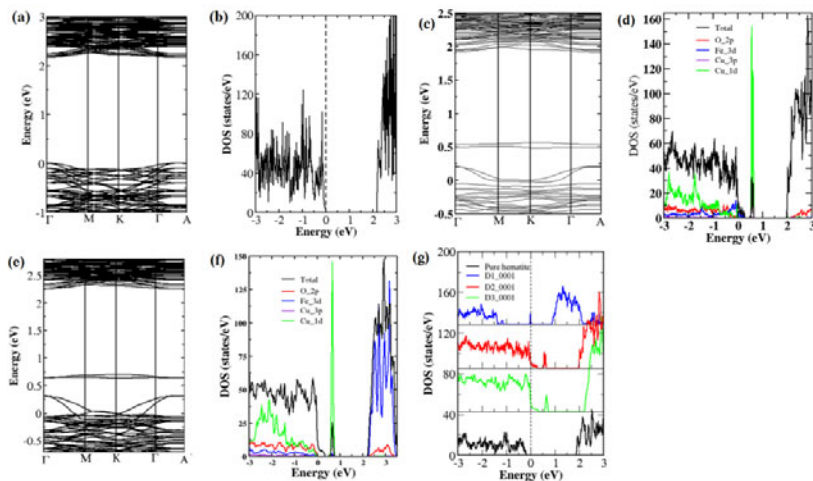 (a)
Energy (eV)
3
2
1
0
-1
Γ M K Γ A
(b)
DOS (states/eV)
200
160
120
80
40
0
-3 -2 -1 0 1 2 3
Energy (eV)
(c)
Energy (eV)
2.5
2
1.5
1
0.5
0
-0.5
Γ M K Γ A
(d)
DOS (states/eV)
160
140
120
100
80
60
40
20
0
Total
O_2p
Fe_3d
Cu_3p
Cu_1d
-3 -2 -1 0 1 2 3
Energy (eV)
(e)
Energy (eV)
2.5
2
1.5
1
0.5
0
-0.5
Γ M K Γ A
(f)
DOS (states/eV)
150
125
100
75
50
25
0
Total
O_2p
Fe_3d
Cu_3p
Cu_1d
-3 -2 -1 0 1 2 3
Energy (eV)
(g)
DOS (states/eV)
200
160
120
80
40
0
Pure hematite
D1_0001
D2_0001
D3_0001
-3 -2 -1 0 1 2 3
Energy (eV)